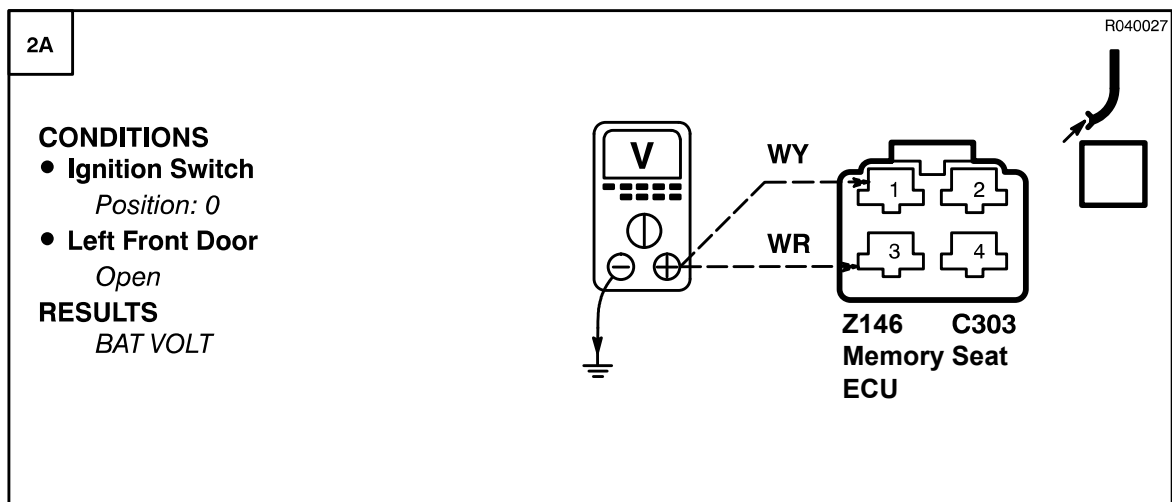 2A
R040027
CONDITIONS
● Ignition Switch
Position: 0
● Left Front Door
Open
RESULTS
BAT VOLT
V
WY
WR
1 2
3 4
Z146 C303
Memory Seat
ECU